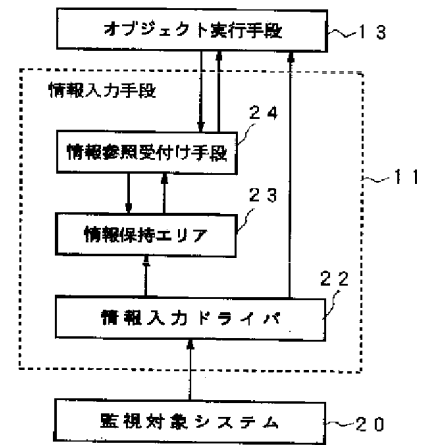 オブジェクト実行手段
13
情報入力手段
24
情報参照受付け手段
11
23
情報保持エリア
22
情報入力ドライバ
監視対象システム
20